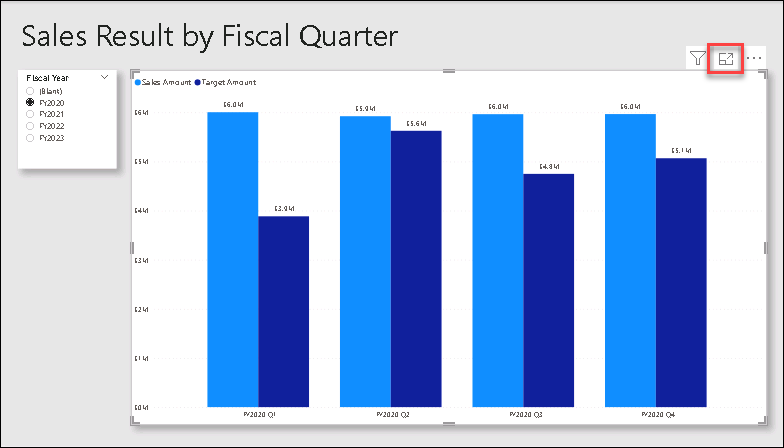 Sales Result by Fiscal Quarter
Fiscal Year
(Blank)
FY2020
FY2021
FY2022
FY2023
Sales Amount Target Amount
$6M
$5M
$4M
$3M
$2M
$1M
$0M
$6.0M
$3.9M
$5.9M
$5.6M
$6.0M
$4.8M
$6.0M
$5.1M
FY2020 Q1
FY2020 Q2
FY2020 Q3
FY2020 Q4